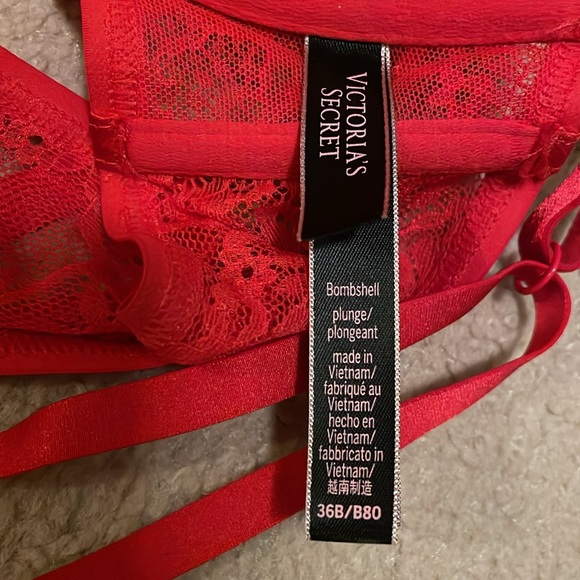 VICTORIA'S
SECRET
Bombshell
plunge/
plongeant
made in
Vietnam/
fabriqué au
Vietnam/
hecho en
Vietnam/
fabbricato in
Vietnam/
越南制造
36B/B80